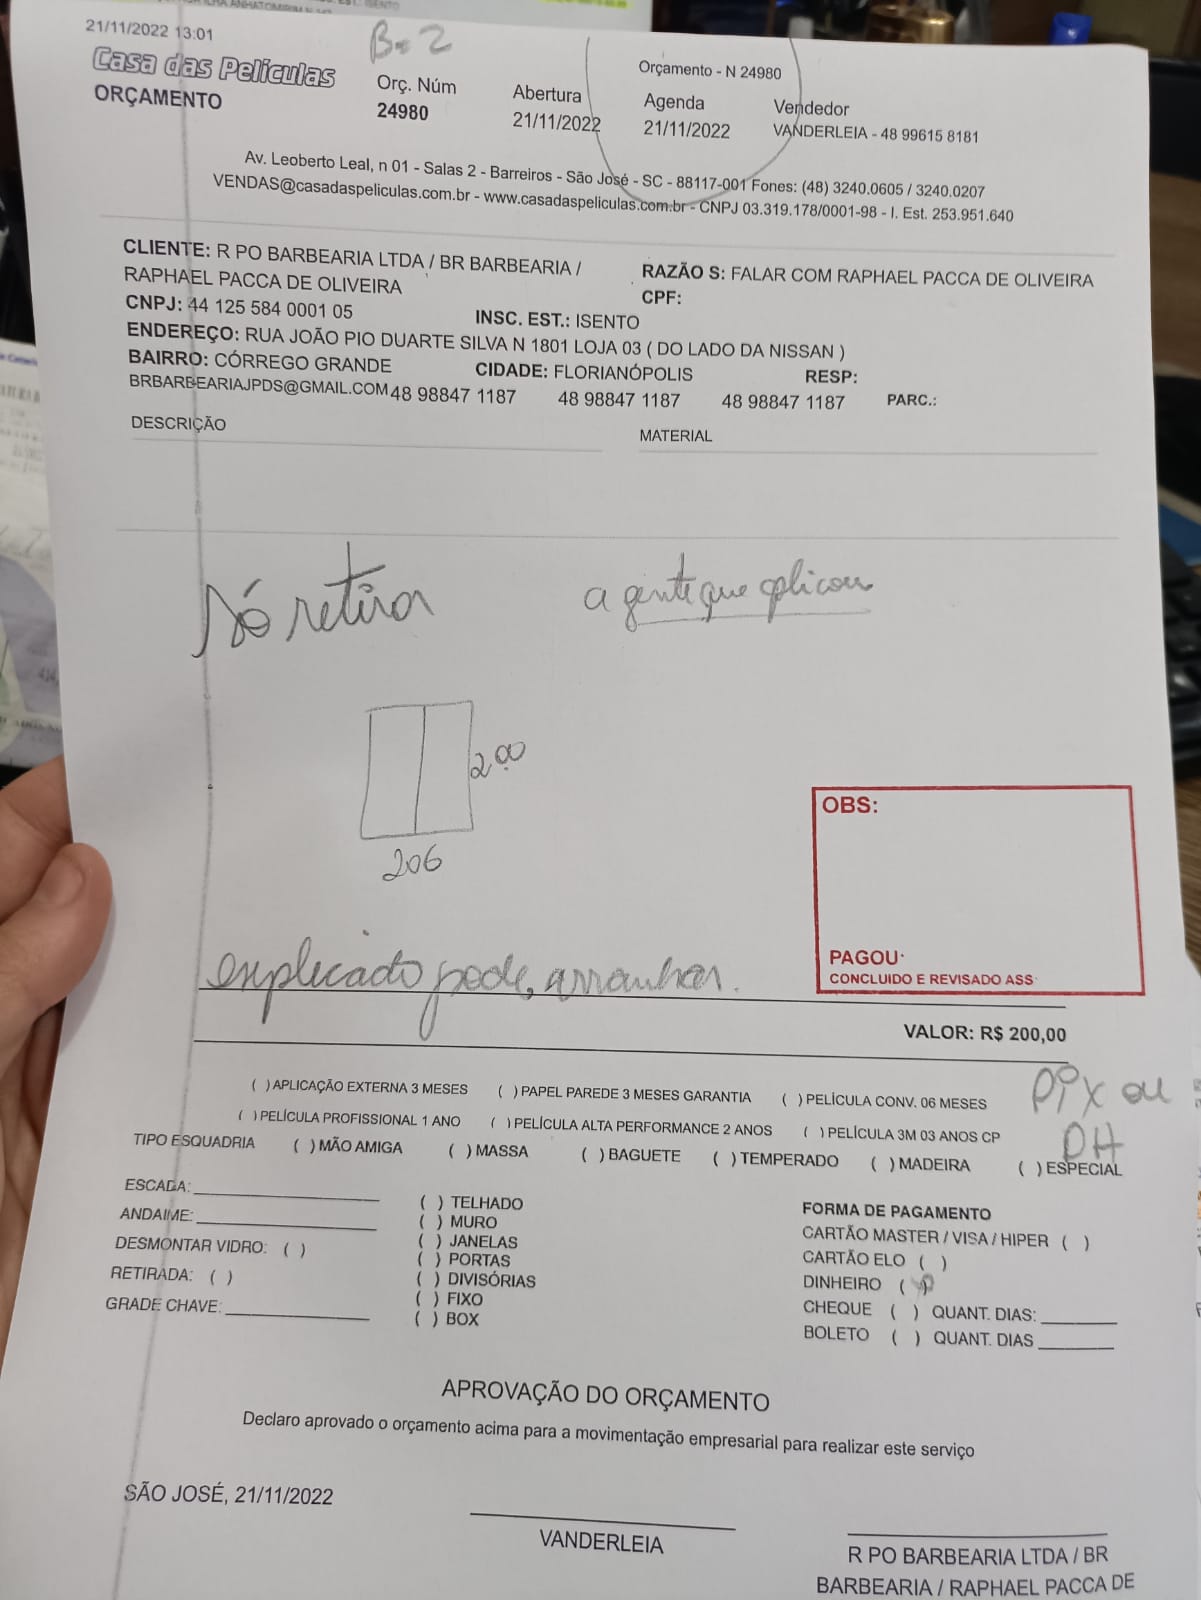 21/11/2022 13:01
B=2
Orçamento - N 24980
Casa das Películas
ORÇAMENTO
Orç. Núm
24980
Abertura
21/11/2022
Agenda
21/11/2022
Vendedor
VANDERLEIA - 48 99615 8181
Av. Leoberto Leal, n 01 - Salas 2 - Barreiros - São José - SC - 88117-001 Fones: (48) 3240.0605 / 3240.0207
VENDAS@casadaspeliculas.com.br - www.casadaspeliculas.com.br - CNPJ 03.319.178/0001-98 - I. Est. 253.951.640
CLIENTE: R PO BARBEARIA LTDA / BR BARBEARIA /
RAPHAEL PACCA DE OLIVEIRA
RAZÃO S: FALAR COM RAPHAEL PACCA DE OLIVEIRA
CPF:
CNPJ: 44 125 584 0001 05
INSC. EST.: ISENTO
ENDEREÇO: RUA JOÃO PIO DUARTE SILVA N 1801 LOJA 03 ( DO LADO DA NISSAN )
BAIRRO: CÓRREGO GRANDE CIDADE: FLORIANÓPOLIS RESP:
BRBARBEARIAJPDS@GMAIL.COM 48 98847 1187 48 98847 1187 48 98847 1187 PARC.:
DESCRIÇÃO MATERIAL
Só retirar a gente que aplicou
2.00
206
OBS:
explicado pode, arranhar.
PAGOU:
CONCLUIDO E REVISADO ASS:
VALOR: R$ 200,00
Pix ou
DH
( ) APLICAÇÃO EXTERNA 3 MESES ( ) PAPEL PAREDE 3 MESES GARANTIA ( ) PELÍCULA CONV. 06 MESES
( ) PELÍCULA PROFISSIONAL 1 ANO ( ) PELÍCULA ALTA PERFORMANCE 2 ANOS ( ) PELÍCULA 3M 03 ANOS CP
TIPO ESQUADRIA ( ) MÃO AMIGA ( ) MASSA ( ) BAGUETE ( ) TEMPERADO ( ) MADEIRA ( ) ESPECIAL
ESCADA:
ANDAIME:
DESMONTAR VIDRO: ( )
RETIRADA: ( )
GRADE CHAVE:
( ) TELHADO
( ) MURO
( ) JANELAS
( ) PORTAS
( ) DIVISÓRIAS
( ) FIXO
( ) BOX
FORMA DE PAGAMENTO
CARTÃO MASTER / VISA / HIPER ( )
CARTÃO ELO ( )
DINHEIRO ( )
CHEQUE ( ) QUANT. DIAS:
BOLETO ( ) QUANT. DIAS
APROVAÇÃO DO ORÇAMENTO
Declaro aprovado o orçamento acima para a movimentação empresarial para realizar este serviço
SÃO JOSÉ, 21/11/2022
VANDERLEIA
R PO BARBEARIA LTDA / BR
BARBEARIA / RAPHAEL PACCA DE